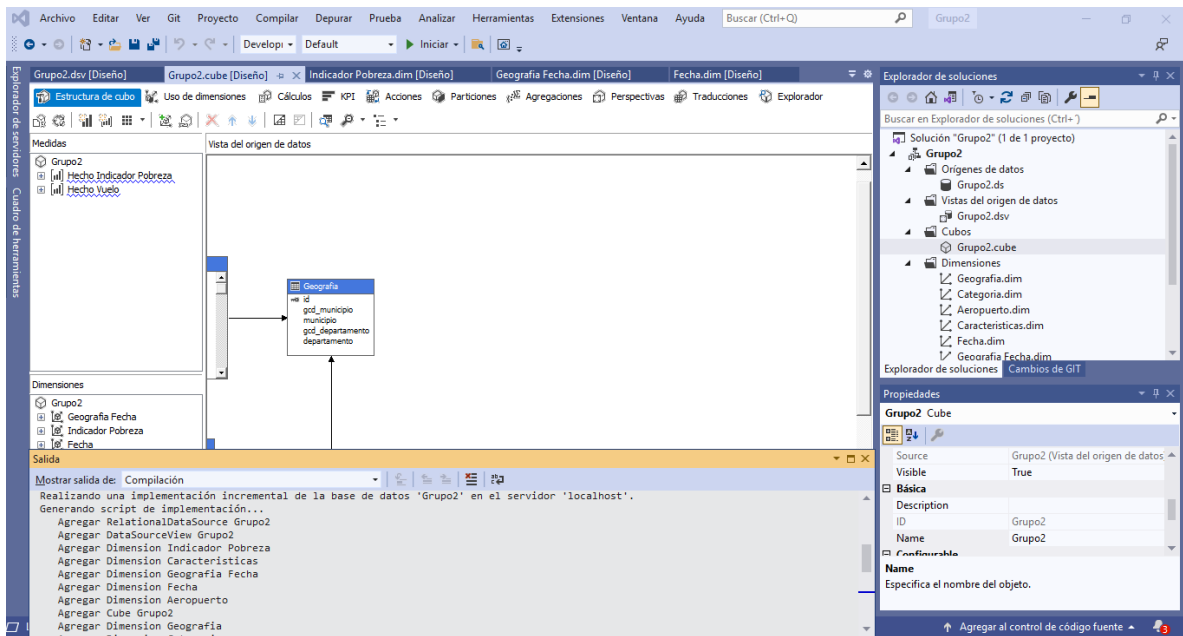 Archivo Editar Ver Git Proyecto Compilar Depurar Prueba Analizar Herramientas Extensiones Ventana Ayuda Buscar (Ctrl+Q) Grupo2
Developi Default Iniciar
Explorador de servidores
Cuadro de herramientas
Grupo2.dsv [Diseño] Grupo2.cube [Diseño] Indicador Pobreza.dim [Diseño] Geografia Fecha.dim [Diseño] Fecha.dim [Diseño]
Estructura de cubo Uso de dimensiones Cálculos KPI Acciones Particiones Agregaciones Perspectivas Traducciones Explorador
Medidas
Grupo2
Hecho Indicador Pobreza
Hecho Vuelo
Vista del origen de datos
Geografia
id
gcd_municipio
municipio
gcd_departamento
departamento
Dimensiones
Grupo2
Geografia Fecha
Indicador Pobreza
Fecha
Salida
Mostrar salida de: Compilación
Realizando una implementación incremental de la base de datos 'Grupo2' en el servidor 'localhost'.
Generando script de implementación...
Agregar RelationalDataSource Grupo2
Agregar DataSourceView Grupo2
Agregar Dimension Indicador Pobreza
Agregar Dimension Caracteristicas
Agregar Dimension Geografia Fecha
Agregar Dimension Fecha
Agregar Dimension Aeropuerto
Agregar Cube Grupo2
Agregar Dimension Geografia
Explorador de soluciones
Buscar en Explorador de soluciones (Ctrl+´)
Solución "Grupo2" (1 de 1 proyecto)
Grupo2
Orígenes de datos
Grupo2.ds
Vistas del origen de datos
Grupo2.dsv
Cubos
Grupo2.cube
Dimensiones
Geografia.dim
Categoria.dim
Aeropuerto.dim
Caracteristicas.dim
Fecha.dim
Geografia Fecha.dim
Explorador de soluciones Cambios de GIT
Propiedades
Grupo2 Cube
Source Grupo2 (Vista del origen de datos
Visible True
Básica
Description
ID Grupo2
Name Grupo2
Configurable
Name
Especifica el nombre del objeto.
Agregar al control de código fuente 3